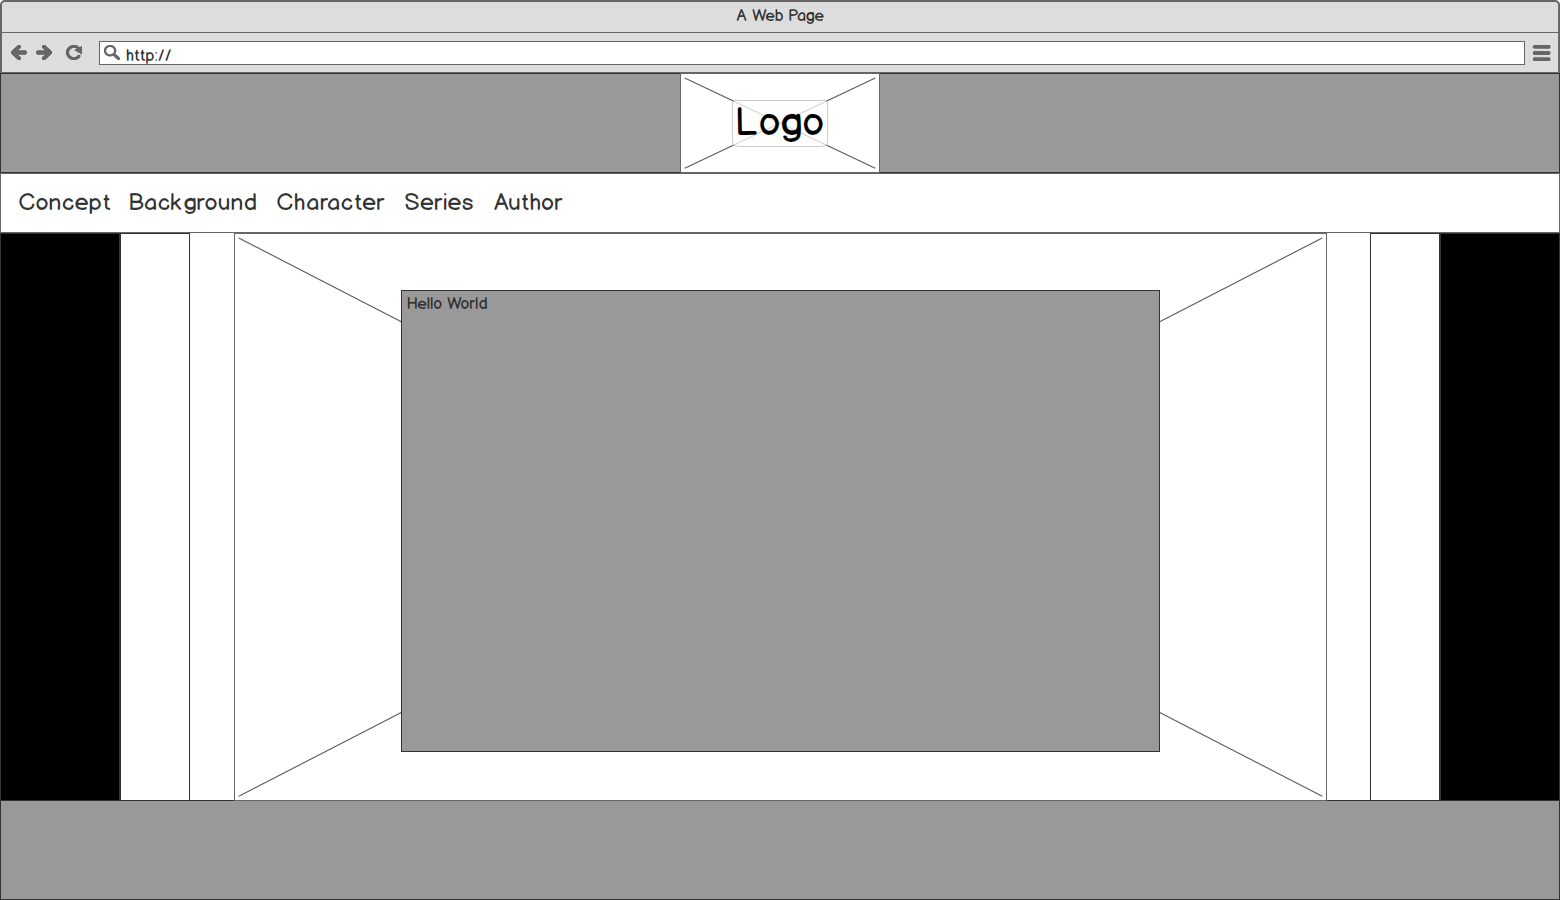 A Web Page
http://
Logo
Concept Background Character Series Author
Hello World